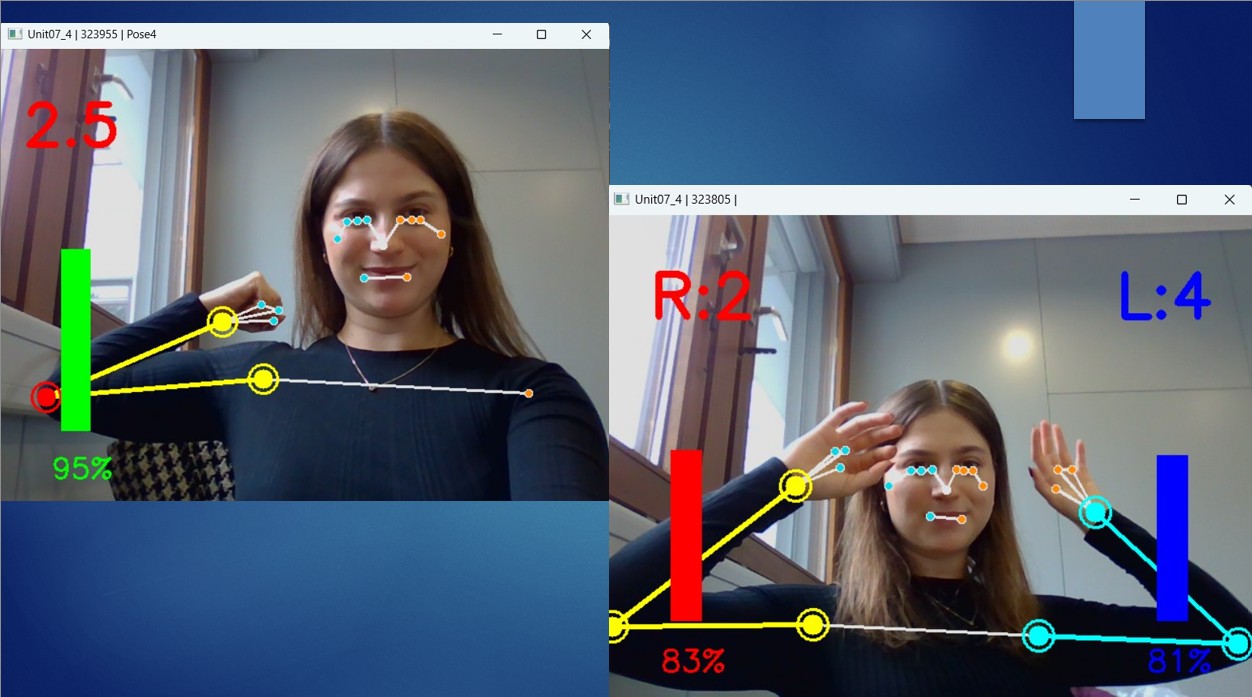 Unit07_4 | 323955 | Pose4
2.5
95%
Unit07_4 | 323805 |
R:2
L:4
83%
81%